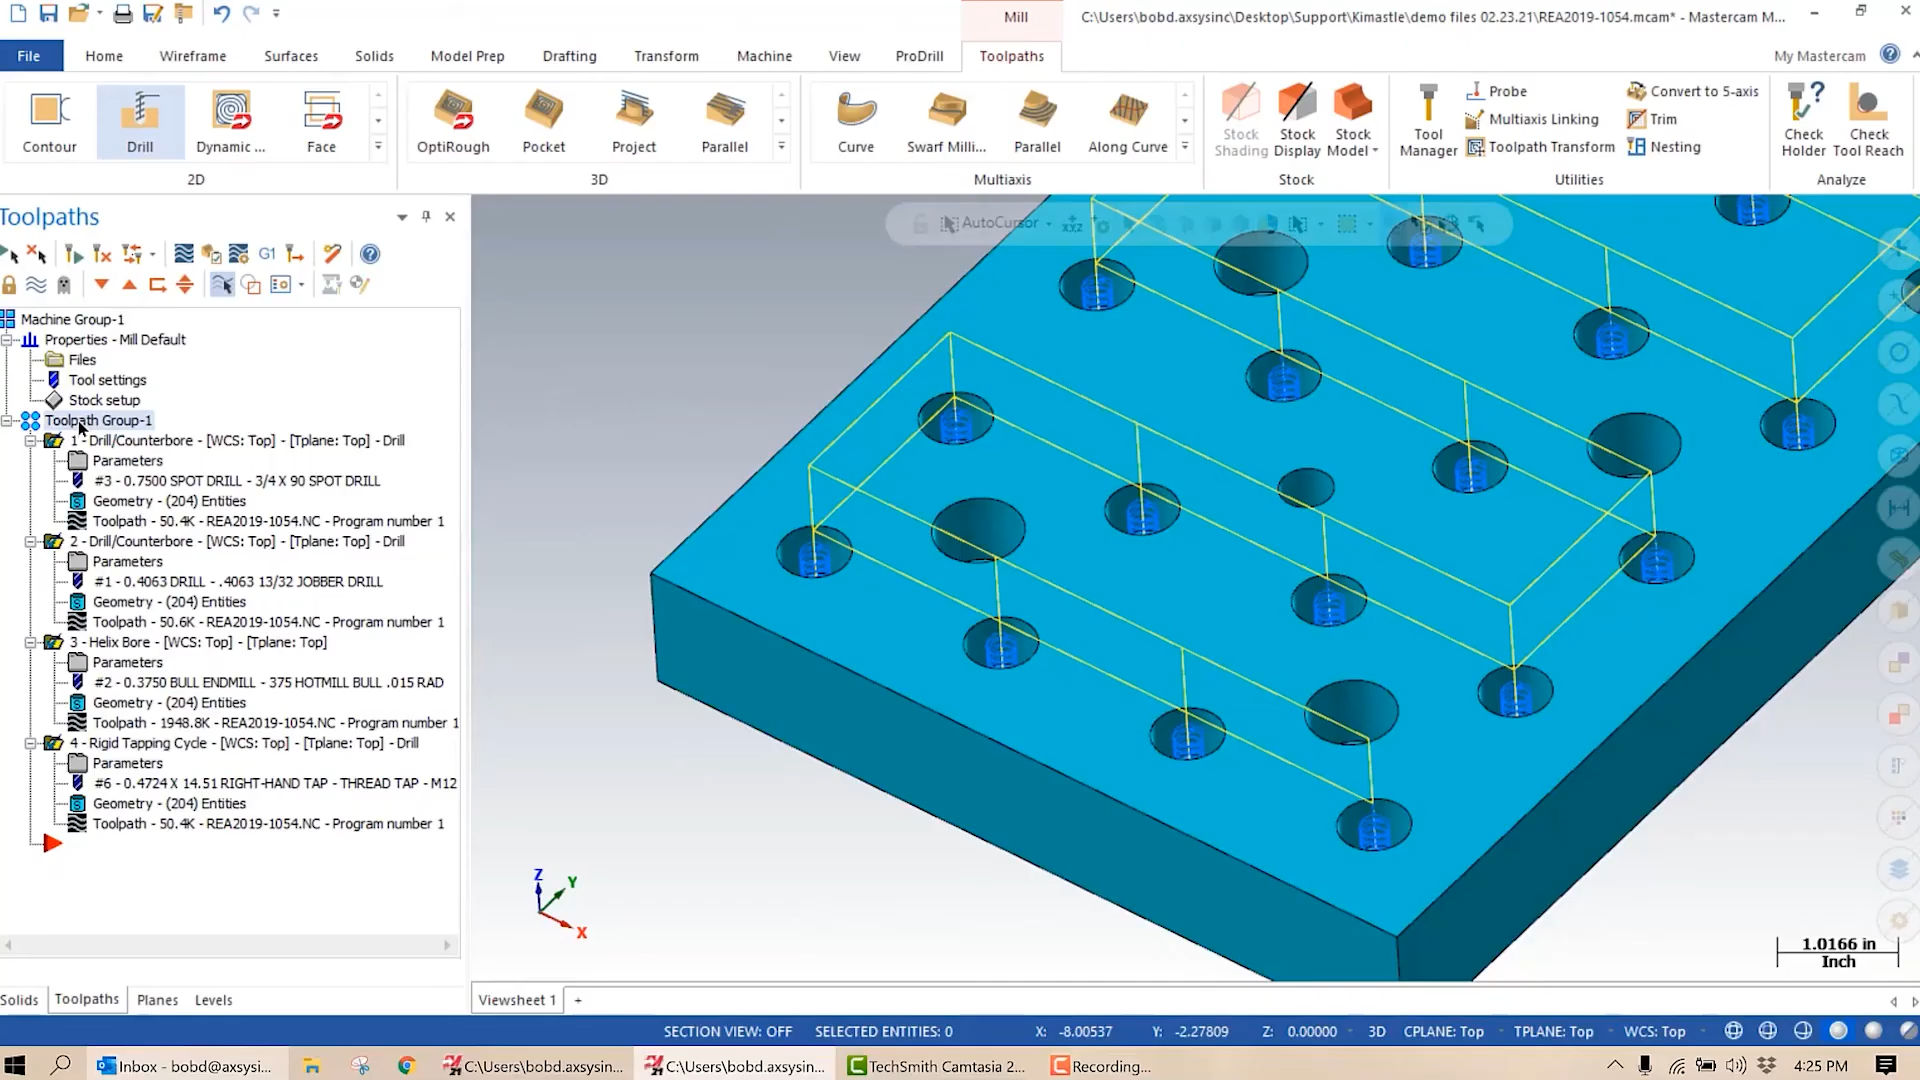 Mill
C:\Users\bobd.axsysinc\Desktop\Support\Kimastle\demo files 02.23.21\REA2019-1054.mcam* - Mastercam M...
File
Home
Wireframe
Surfaces
Solids
Model Prep
Drafting
Transform
Machine
View
ProDrill
Toolpaths
My Mastercam
Contour
Drill
Dynamic ...
Face
OptiRough
Pocket
Project
Parallel
Curve
Swarf Milli...
Parallel
Along Curve
Stock Shading
Stock Display
Stock Model
Tool Manager
Probe
Multiaxis Linking
Toolpath Transform
Convert to 5-axis
Trim
Nesting
Check Holder
Check Tool Reach
2D
3D
Multiaxis
Stock
Utilities
Analyze
Toolpaths
G1
AutoCursor
Machine Group-1
Properties - Mill Default
Files
Tool settings
Stock setup
Toolpath Group-1
1 - Drill/Counterbore - [WCS: Top] - [Tplane: Top] - Drill
Parameters
#3 - 0.7500 SPOT DRILL - 3/4 X 90 SPOT DRILL
Geometry - (204) Entities
Toolpath - 50.4K - REA2019-1054.NC - Program number 1
2 - Drill/Counterbore - [WCS: Top] - [Tplane: Top] - Drill
Parameters
#1 - 0.4063 DRILL - .4063 13/32 JOBBER DRILL
Geometry - (204) Entities
Toolpath - 50.6K - REA2019-1054.NC - Program number 1
3 - Helix Bore - [WCS: Top] - [Tplane: Top]
Parameters
#2 - 0.3750 BULL ENDMILL - 375 HOTMILL BULL .015 RAD
Geometry - (204) Entities
Toolpath - 1948.8K - REA2019-1054.NC - Program number 1
4 - Rigid Tapping Cycle - [WCS: Top] - [Tplane: Top] - Drill
Parameters
#6 - 0.4724 X 14.51 RIGHT-HAND TAP - THREAD TAP - M12
Geometry - (204) Entities
Toolpath - 50.4K - REA2019-1054.NC - Program number 1
Z
Y
X
1.0166 in
Inch
Solids
Toolpaths
Planes
Levels
Viewsheet 1
+
SECTION VIEW: OFF
SELECTED ENTITIES: 0
X: -8.00537
Y: -2.27809
Z: 0.00000
3D
CPLANE: Top
TPLANE: Top
WCS: Top
Inbox - bobd@axsysi...
C:\Users\bobd.axsysin...
C:\Users\bobd.axsysin...
TechSmith Camtasia 2...
Recording...
4:25 PM